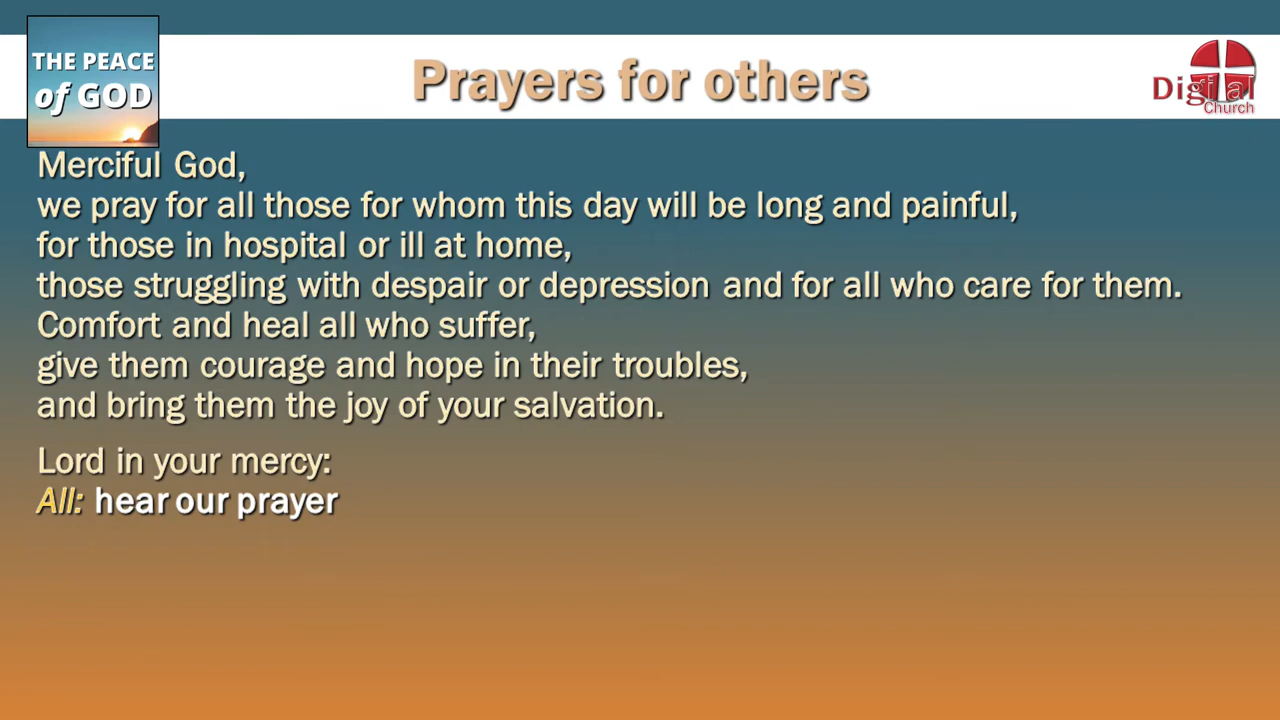 THE PEACE
of GOD
Prayers for others
Digital
Church
Merciful God,
we pray for all those for whom this day will be long and painful,
for those in hospital or ill at home,
those struggling with despair or depression and for all who care for them.
Comfort and heal all who suffer,
give them courage and hope in their troubles,
and bring them the joy of your salvation.
Lord in your mercy:
All: hear our prayer